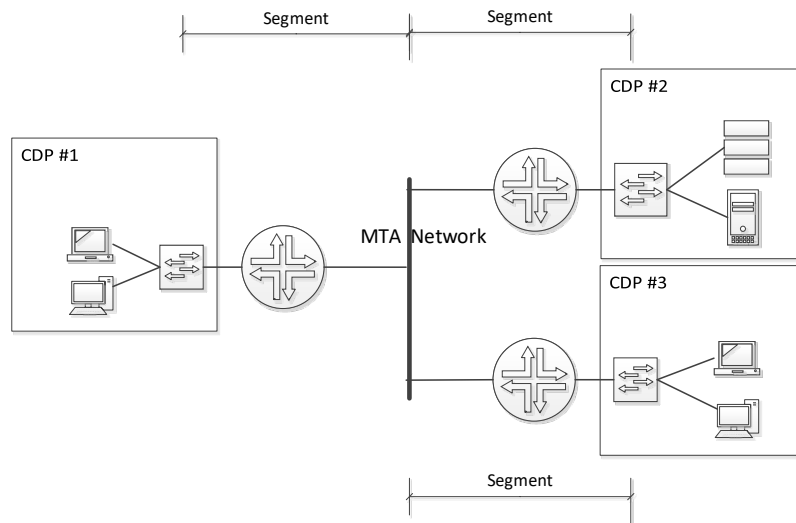 Segment
Segment
CDP #2
CDP #1
MTA Network
CDP #3
Segment